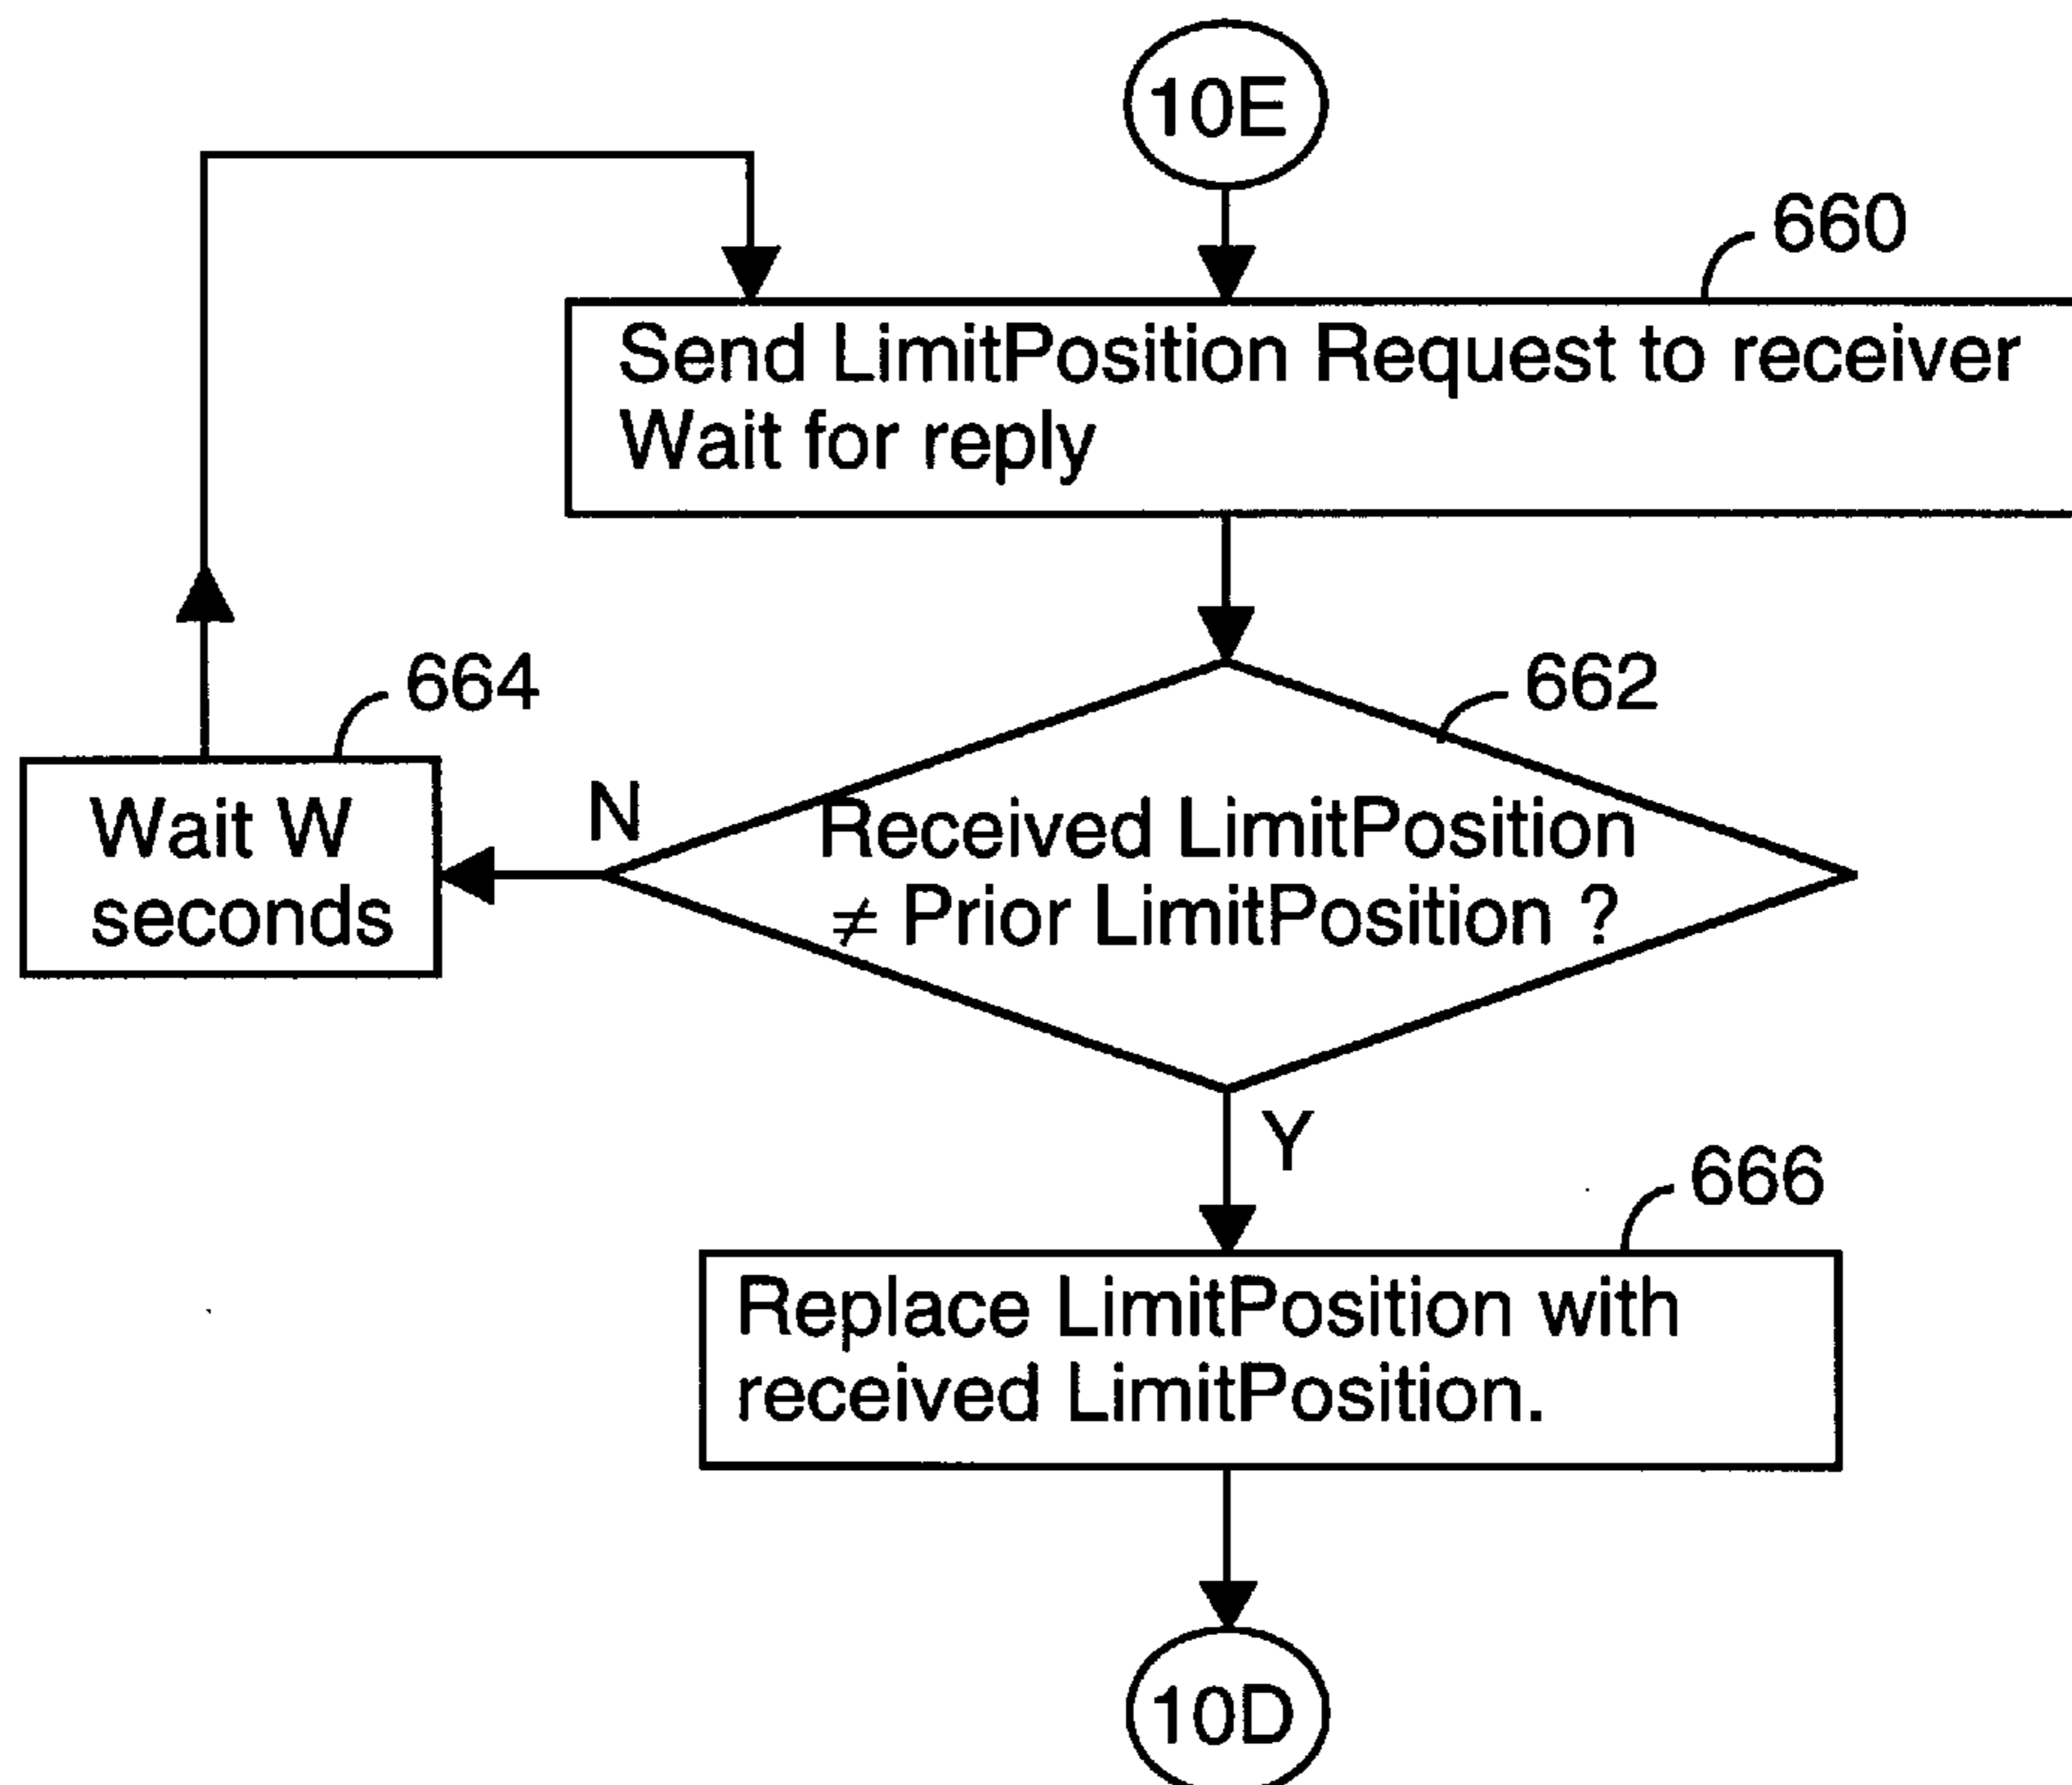 10E
660
Send LimitPosition Request to receiver
Wait for reply
664
662
Wait W
seconds
N
Received LimitPosition
≠ Prior LimitPosition ?
Y
666
Replace LimitPosition with
received LimitPosition.
10D